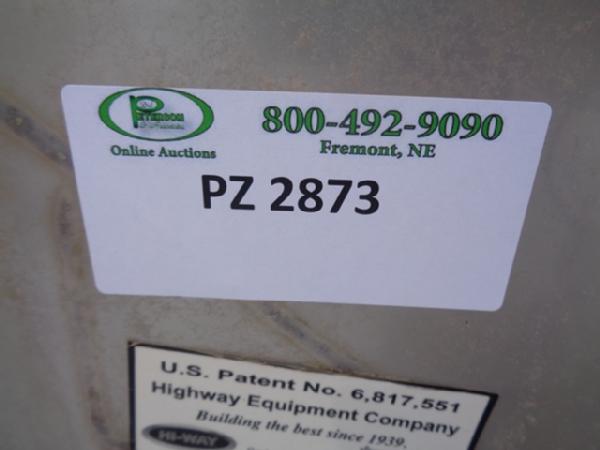 PETERSON
Online Auctions
800-492-9090
Fremont, NE
PZ 2873
U.S. Patent No. 6,817,551
Highway Equipment Company
Building the best since 1939.
HI-WAY